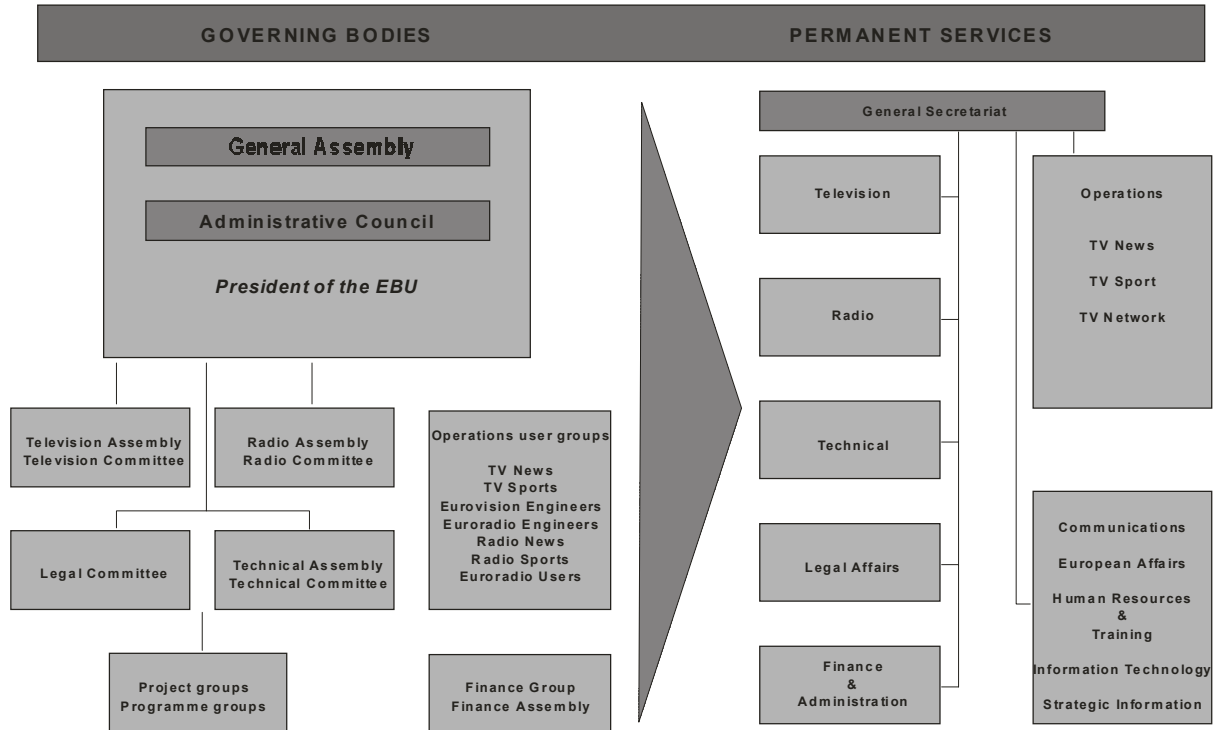 GOVERNING BODIES
PERMANENT SERVICES
General Assembly
Administrative Council
President of the EBU
Television Assembly
Television Committee
Radio Assembly
Radio Committee
Legal Committee
Technical Assembly
Technical Committee
Project groups
Programme groups
Operations user groups
TV News
TV Sports
Eurovision Engineers
Euroradio Engineers
Radio News
Radio Sports
Euroradio Users
Finance Group
Finance Assembly
General Secretariat
Television
Radio
Technical
Legal Affairs
Finance
&
Administration
Operations
TV News
TV Sport
TV Network
Communications
European Affairs
Human Resources
&
Training
Information Technology
Strategic Information